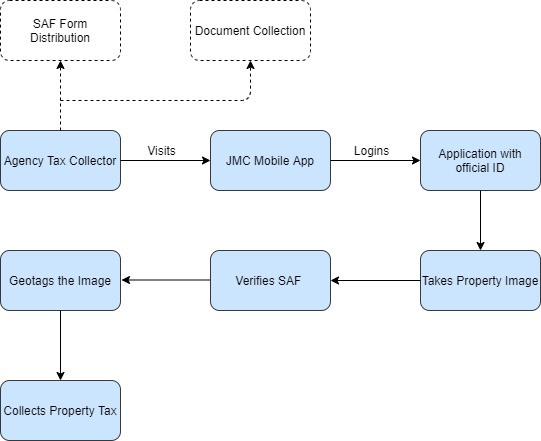 SAF Form
Distribution
Document Collection
Agency Tax Collector
Visits
JMC Mobile App
Logins
Application with
official ID
Geotags the Image
Verifies SAF
Takes Property Image
Collects Property Tax